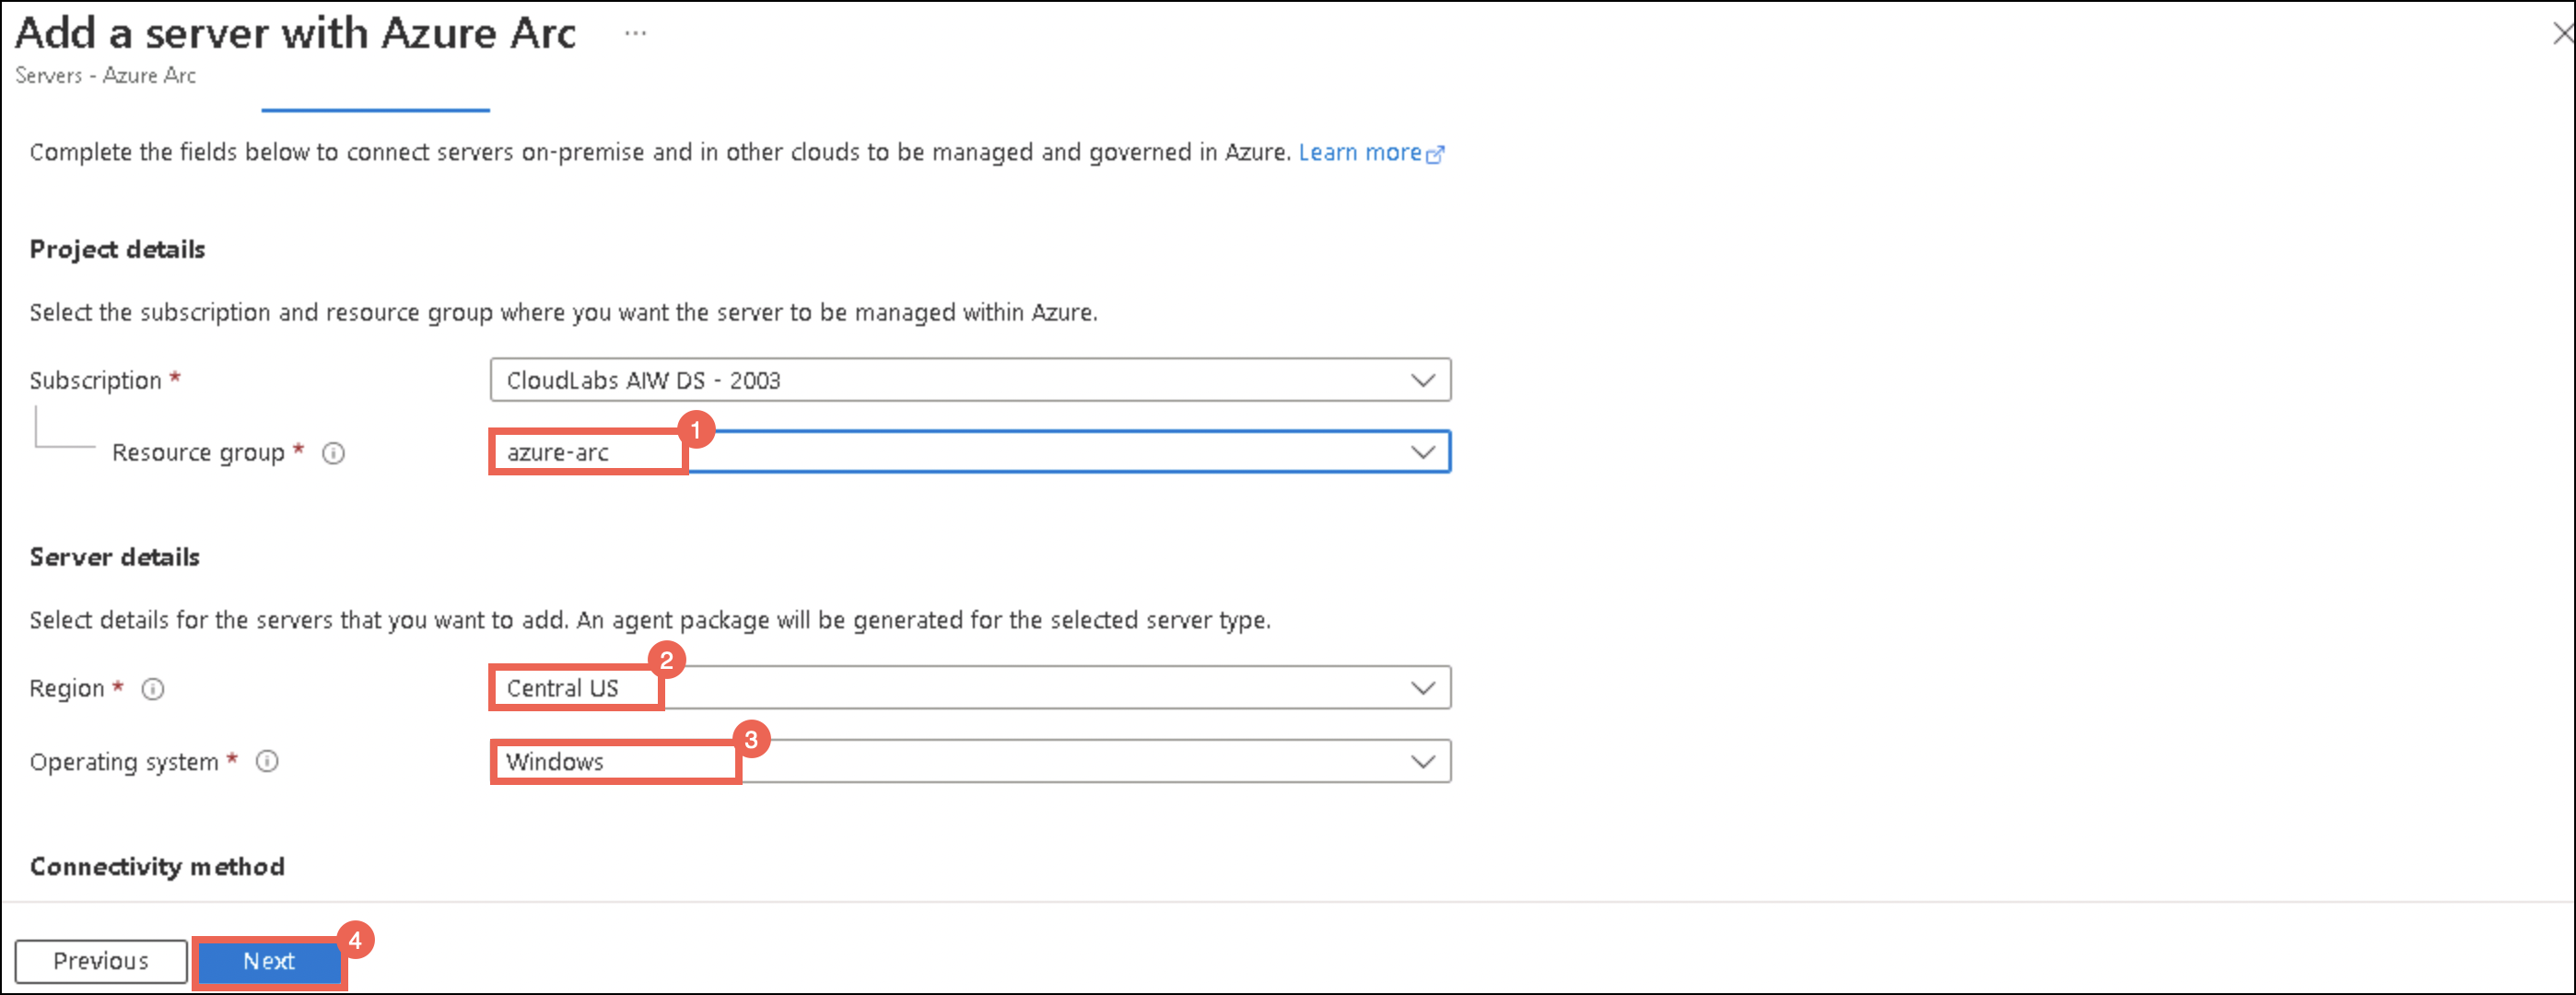 Add a server with Azure Arc ...
Servers - Azure Arc
Complete the fields below to connect servers on-premise and in other clouds to be managed and governed in Azure. Learn more
Project details
Select the subscription and resource group where you want the server to be managed within Azure.
Subscription * CloudLabs AIW DS - 2003
Resource group * azure-arc 1
Server details
Select details for the servers that you want to add. An agent package will be generated for the selected server type.
Region * Central US 2
Operating system * Windows 3
Connectivity method
Previous Next 4